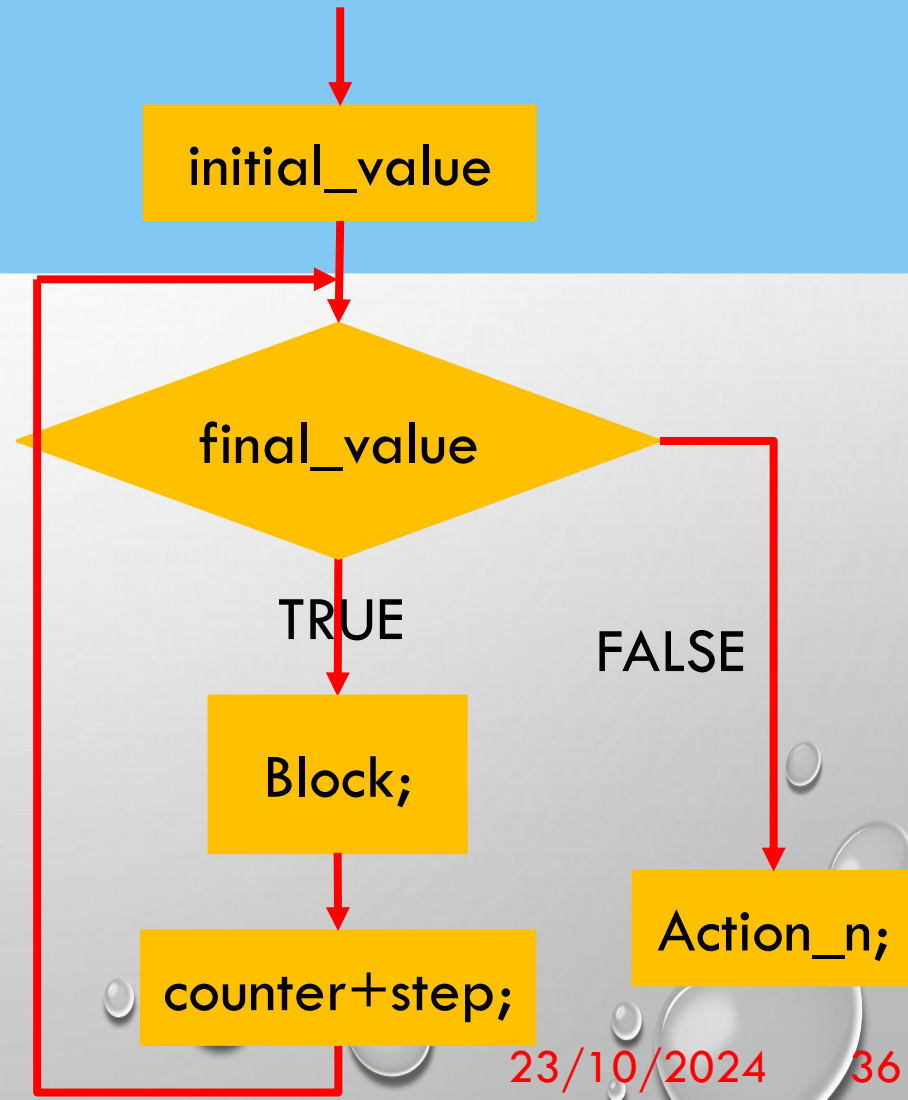 initial_value
final_value
TRUE
FALSE
Block;
Action_n;
counter+step;
23/10/2024 36